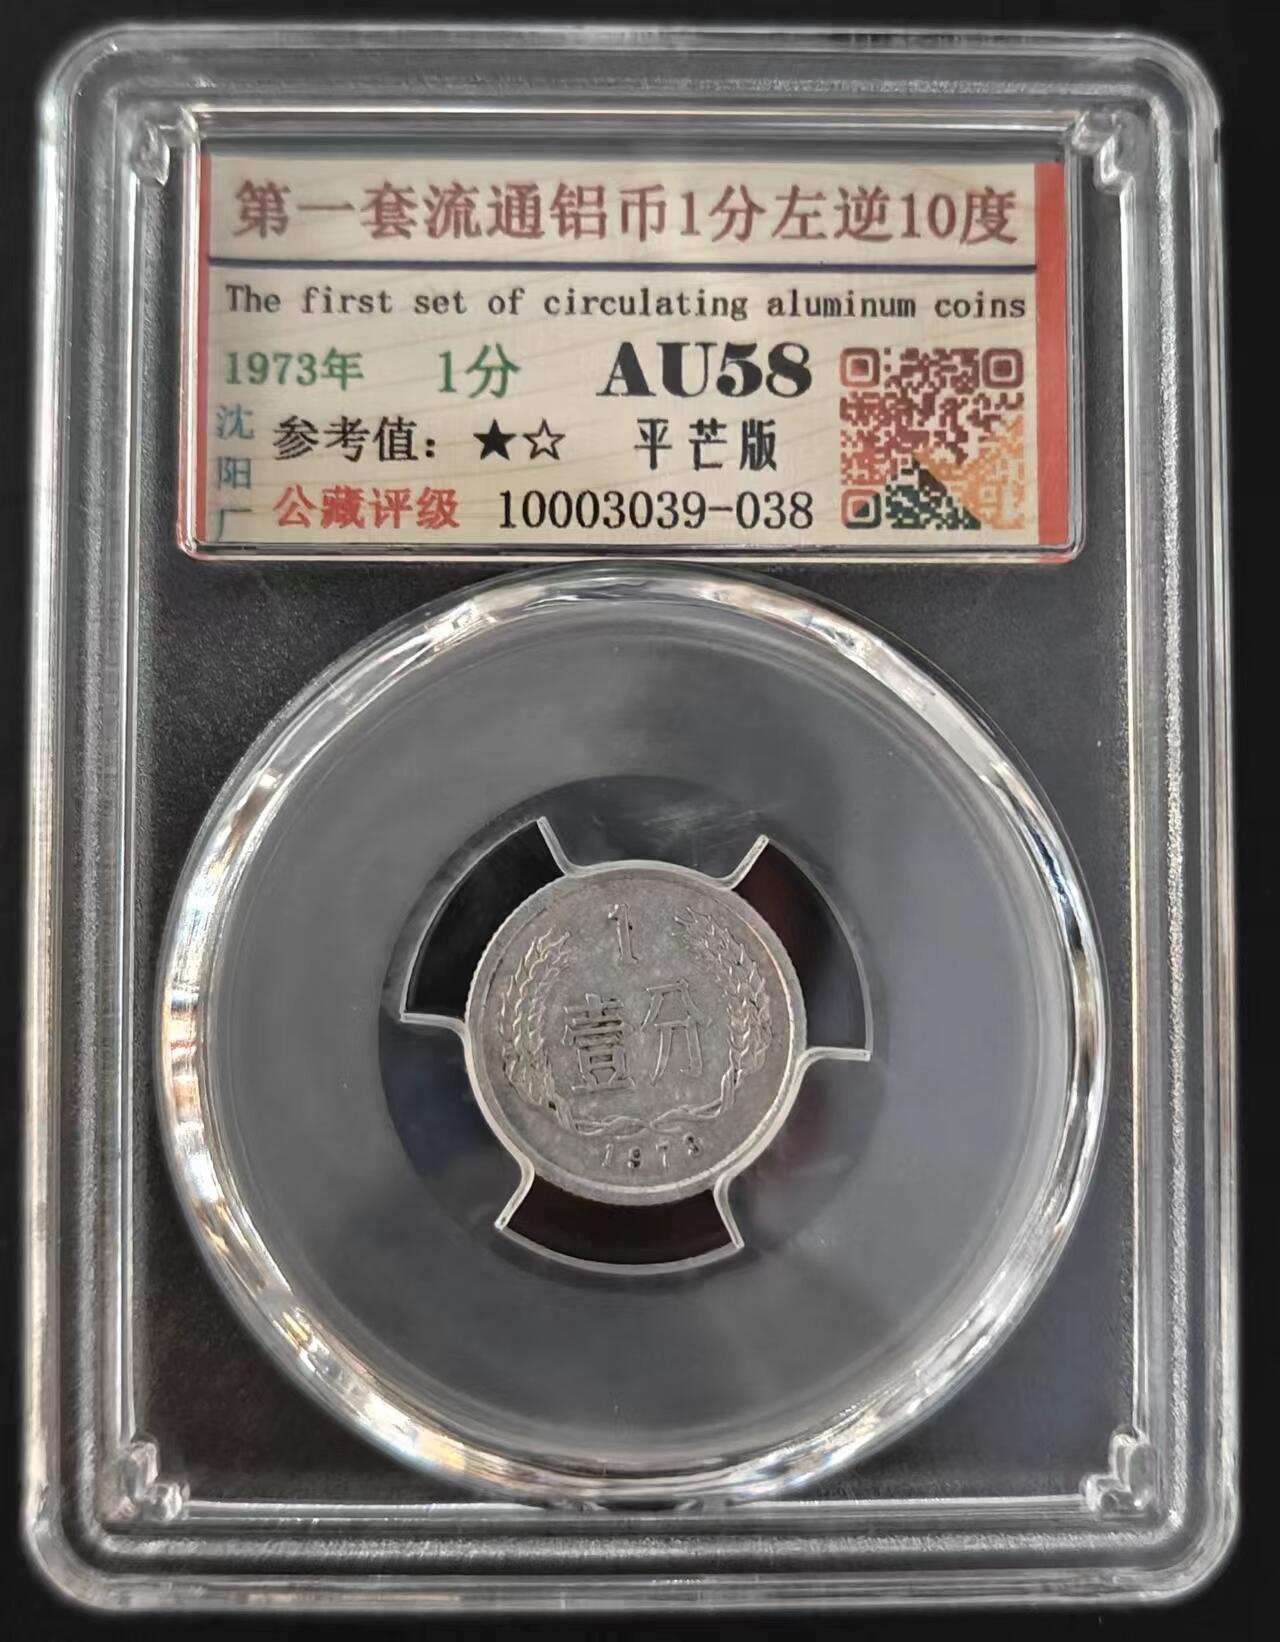 第一套流通铝币1分左逆10度
The first set of circulating aluminum coins
1973年 1分 AU58
沈阳厂
参考值：★☆ 平芒版
公藏评级 10003039-038
1
壹分
1973